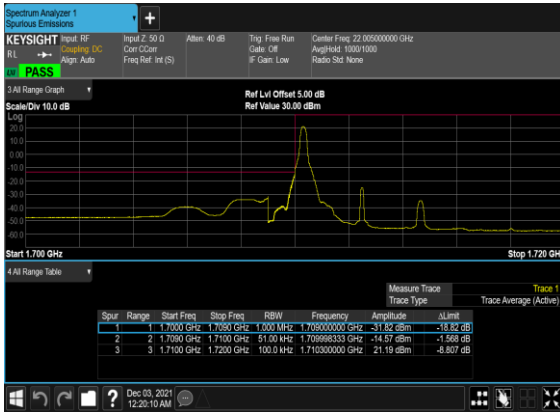 Spectrum Analyzer 1
Spurious Emissions
+
KEYSIGHT Input: RF Input Z: 50 Ω Atten: 40 dB Trig: Free Run Center Freq: 22.005000000 GHz
RL Coupling: DC Corr CCorr Gate: Off Avg|Hold: 1000/1000
Align: Auto Freq Ref: Int (S) IF Gain: Low Radio Std: None
PASS
3 All Range Graph Ref Lvl Offset 5.00 dB
Scale/Div 10.0 dB Ref Value 30.00 dBm
Log
20.0
10.0
0.00
-10.0
-20.0
-30.0
-40.0
-50.0
-60.0
Start 1.700 GHz Stop 1.720 GH
4 All Range Table
Measure Trace Trace 1
Trace Type Trace Average (Active)
Spur Range Start Freq Stop Freq RBW Frequency Amplitude ΔLimit
1 1 1.7000 GHz 1.7090 GHz 1.000 MHz 1.709000000 GHz -31.82 dBm -18.82 dB
2 2 1.7090 GHz 1.7100 GHz 51.00 kHz 1.709998333 GHz -14.57 dBm -1.568 dB
3 3 1.7100 GHz 1.7200 GHz 100.0 kHz 1.710300000 GHz 21.19 dBm -8.807 dB
? Dec 03, 2021
12:20:10 AM